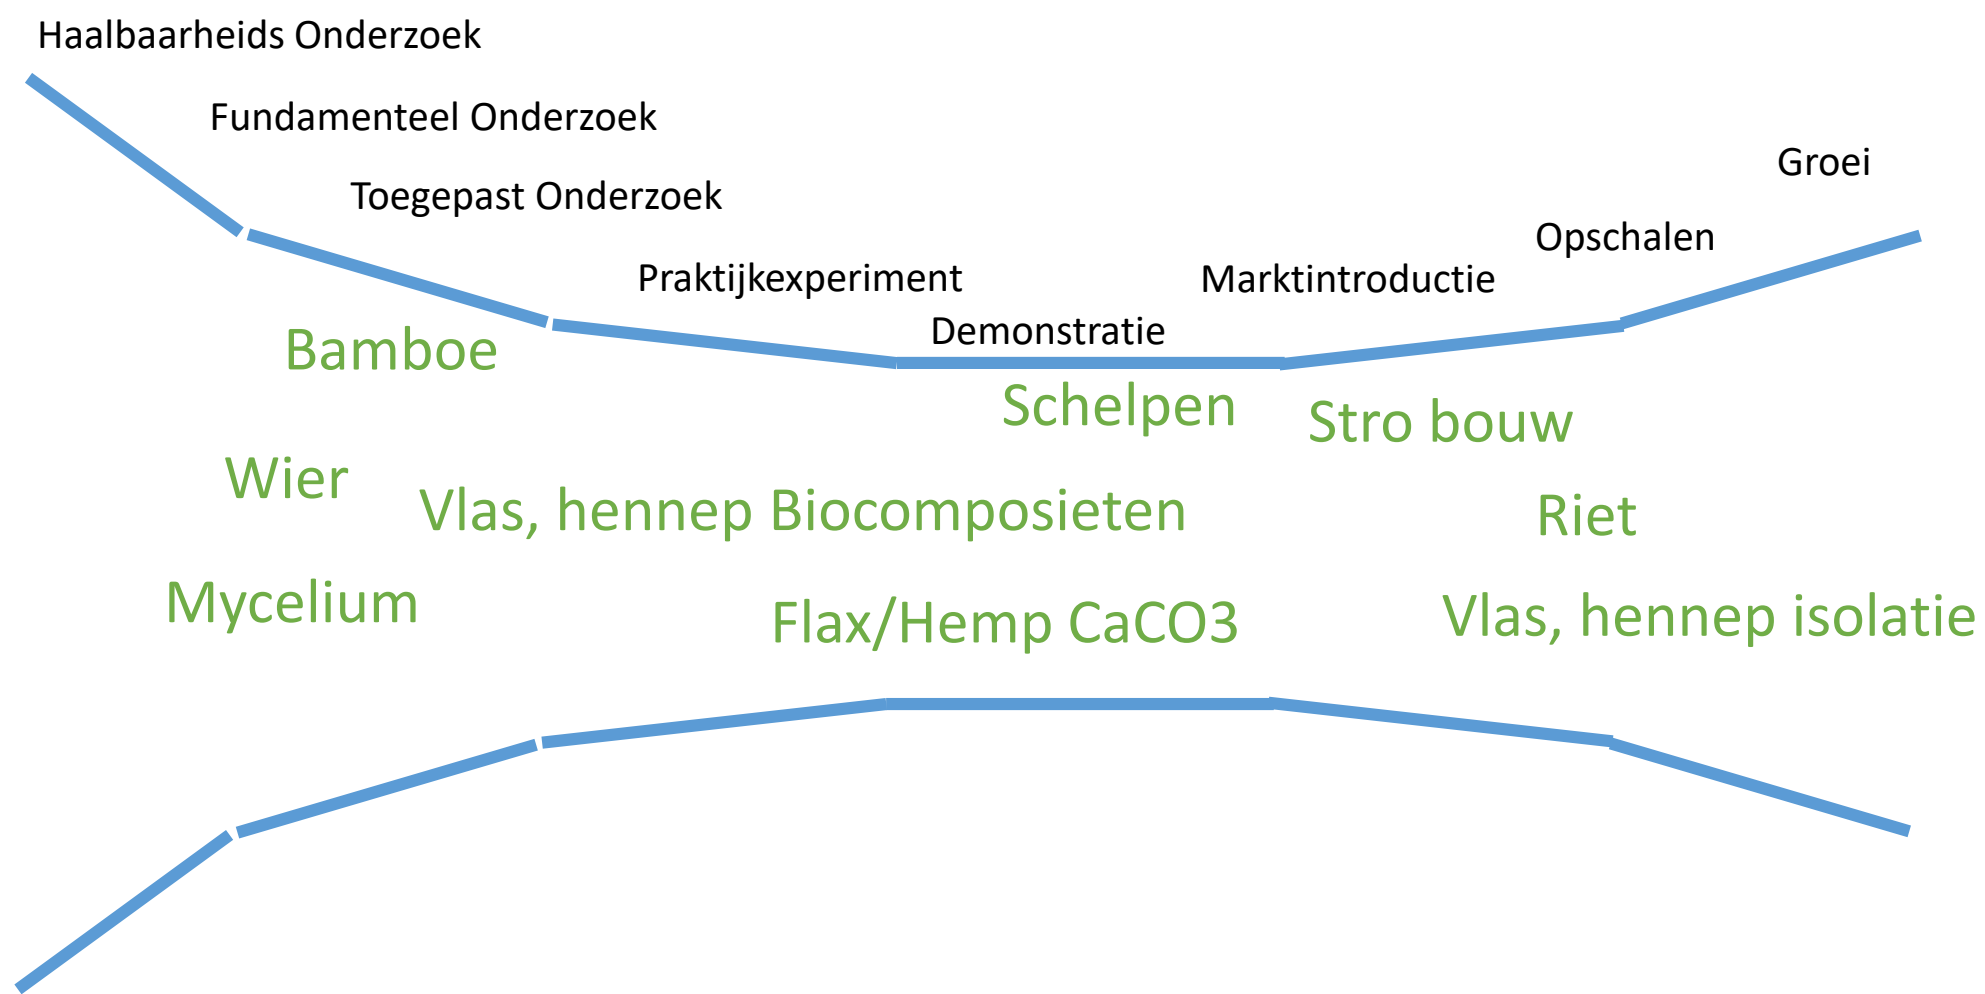 Haalbaarheids Onderzoek
Fundamenteel Onderzoek
Toegepast Onderzoek
Praktijkexperiment
Demonstratie
Marktintroductie
Opschalen
Groei
Bamboe
Schelpen
Stro bouw
Wier
Vlas, hennep Biocomposieten
Riet
Mycelium
Flax/Hemp CaCO3
Vlas, hennep isolatie